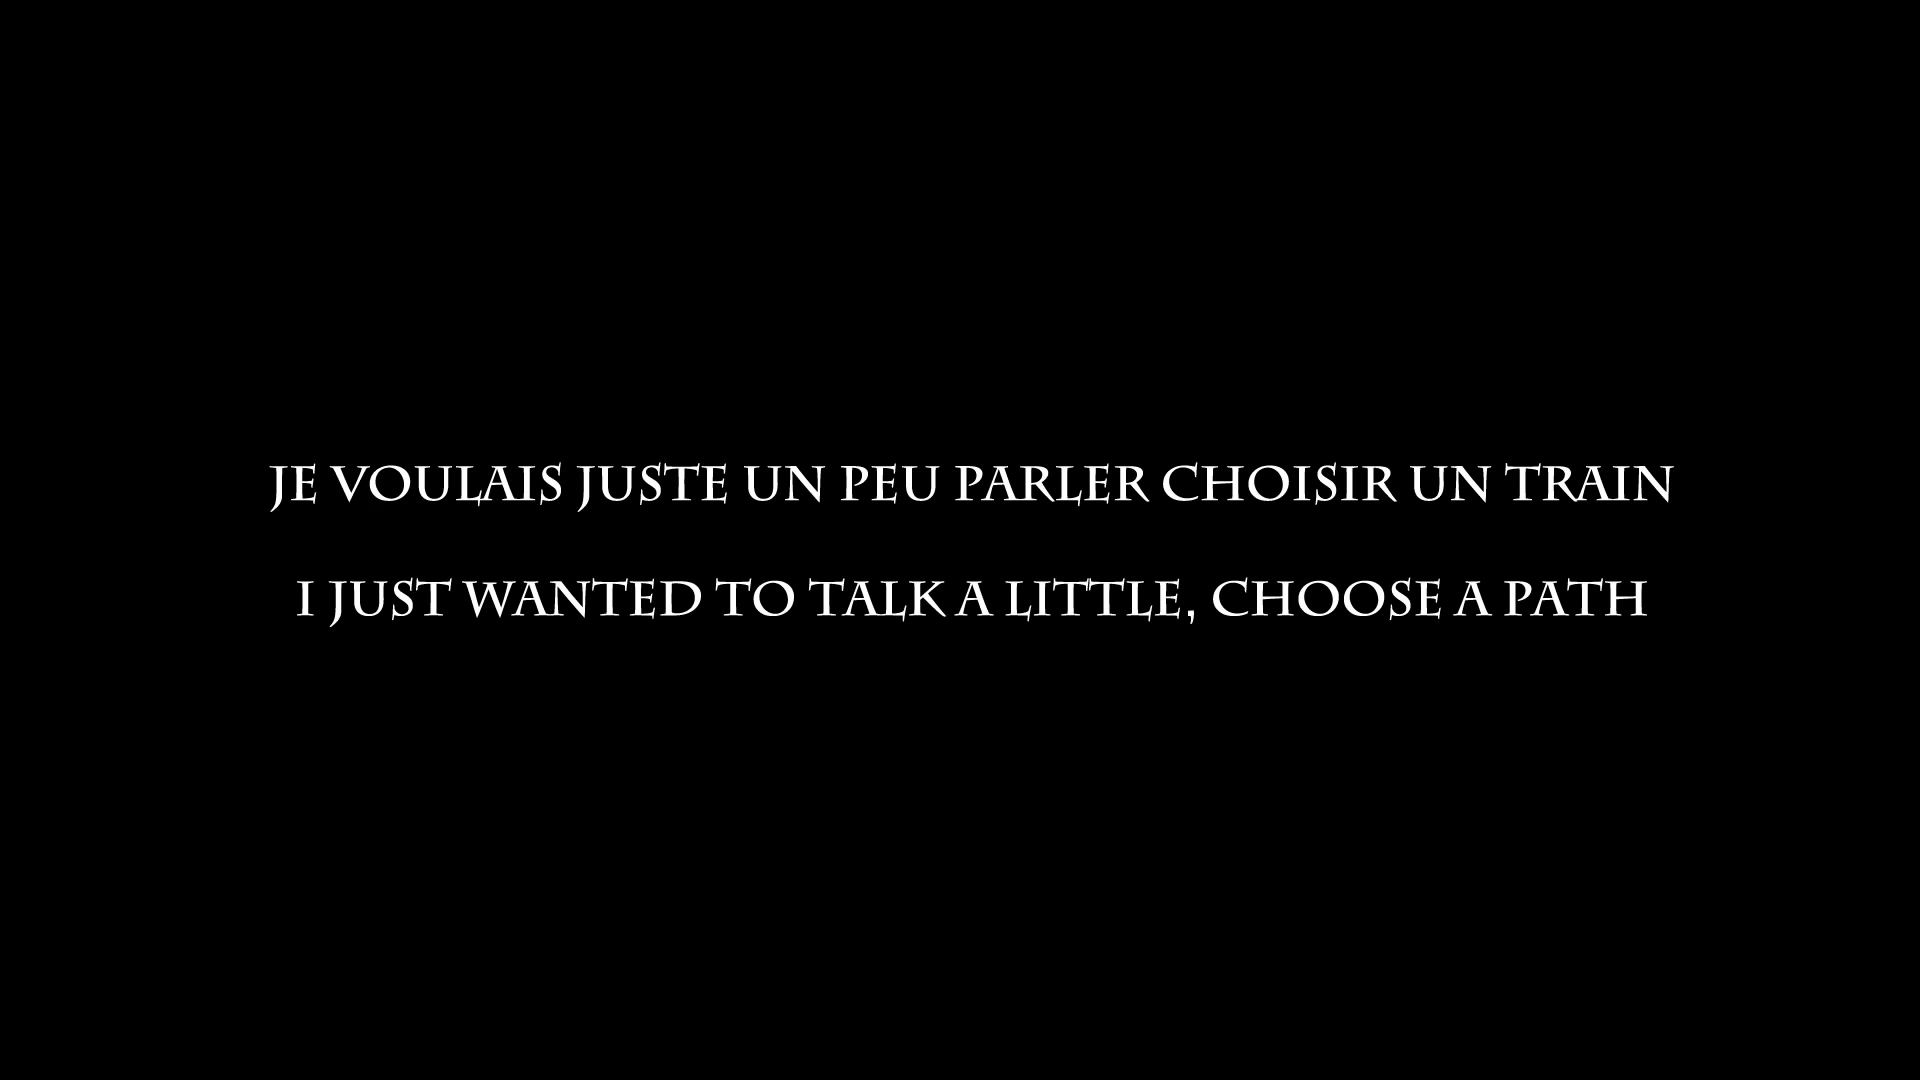 JE VOULAIS JUSTE UN PEU PARLER CHOISIR UN TRAIN
I JUST WANTED TO TALK A LITTLE, CHOOSE A PATH